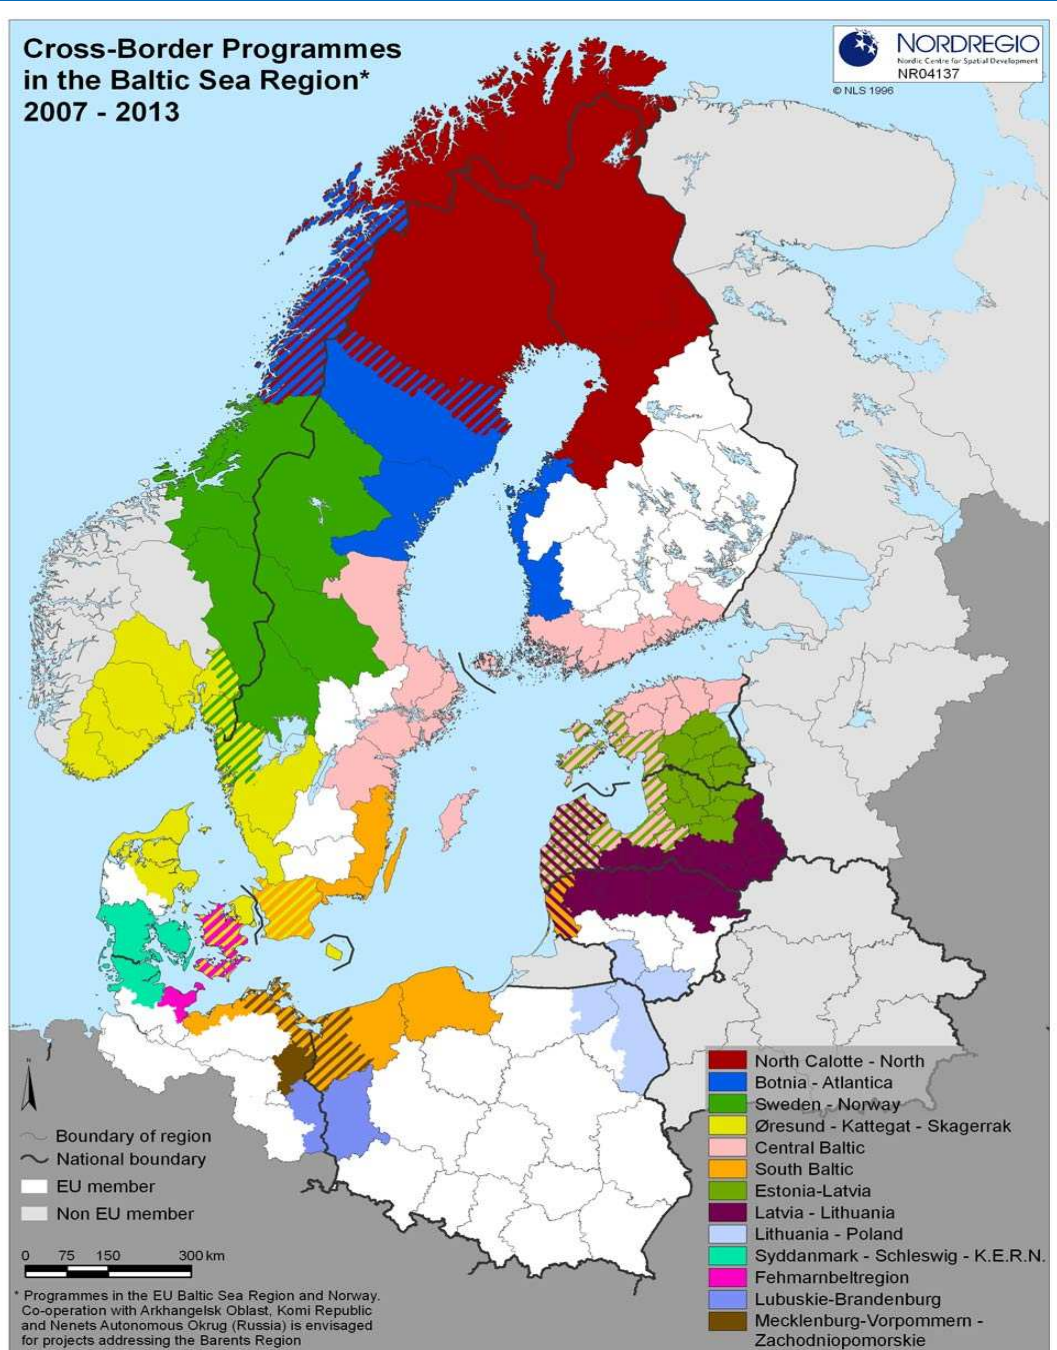 Cross-Border Programmes
in the Baltic Sea Region*
2007 - 2013
NORDREGIO
Nordic Centre for Spatial Development
NR04137
© NLS 1996
N
Boundary of region
National boundary
EU member
Non EU member
0 75 150 300 km
* Programmes in the EU Baltic Sea Region and Norway.
Co-operation with Arkhangelsk Oblast, Komi Republic
and Nenets Autonomous Okrug (Russia) is envisaged
for projects addressing the Barents Region
North Calotte - North
Botnia - Atlantica
Sweden - Norway
Øresund - Kattegat - Skagerrak
Central Baltic
South Baltic
Estonia-Latvia
Latvia - Lithuania
Lithuania - Poland
Syddanmark - Schleswig - K.E.R.N.
Fehmarnbeltregion
Lubuskie-Brandenburg
Mecklenburg-Vorpommern -
Zachodniopomorskie